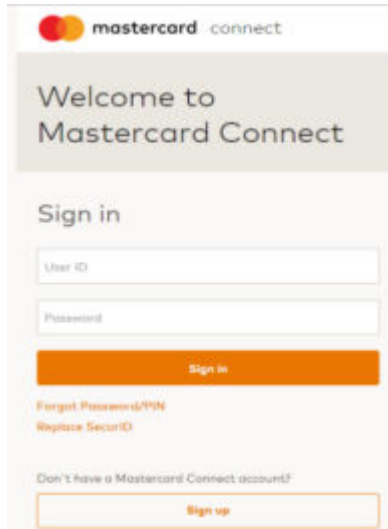 mastercard connect
Welcome to
Mastercard Connect
Sign in
User ID
Password
Sign in
Forgot Password/PIN
Replace SecurID
Don't have a Mastercard Connect account?
Sign up